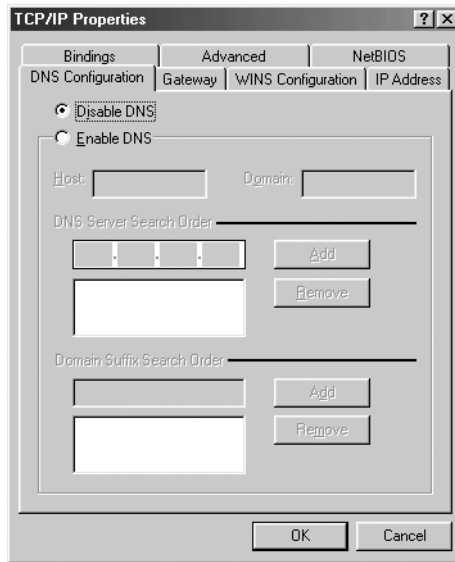 TCP/IP Properties
Bindings Advanced NetBIOS
DNS Configuration Gateway WINS Configuration IP Address
Disable DNS
Enable DNS
Host: Domain:
DNS Server Search Order
Add
Remove
Domain Suffix Search Order
Add
Remove
OK Cancel